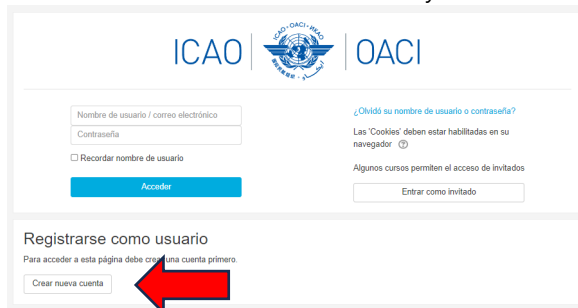 ICAO
OACI
Nombre de usuario / correo electrónico
Contraseña
Recordar nombre de usuario
Acceder
¿Olvidó su nombre de usuario o contraseña?
Las 'Cookies' deben estar habilitadas en su
navegador
Algunos cursos permiten el acceso de invitados
Entrar como invitado
Registrarse como usuario
Para acceder a esta página debe crear una cuenta primero.
Crear nueva cuenta